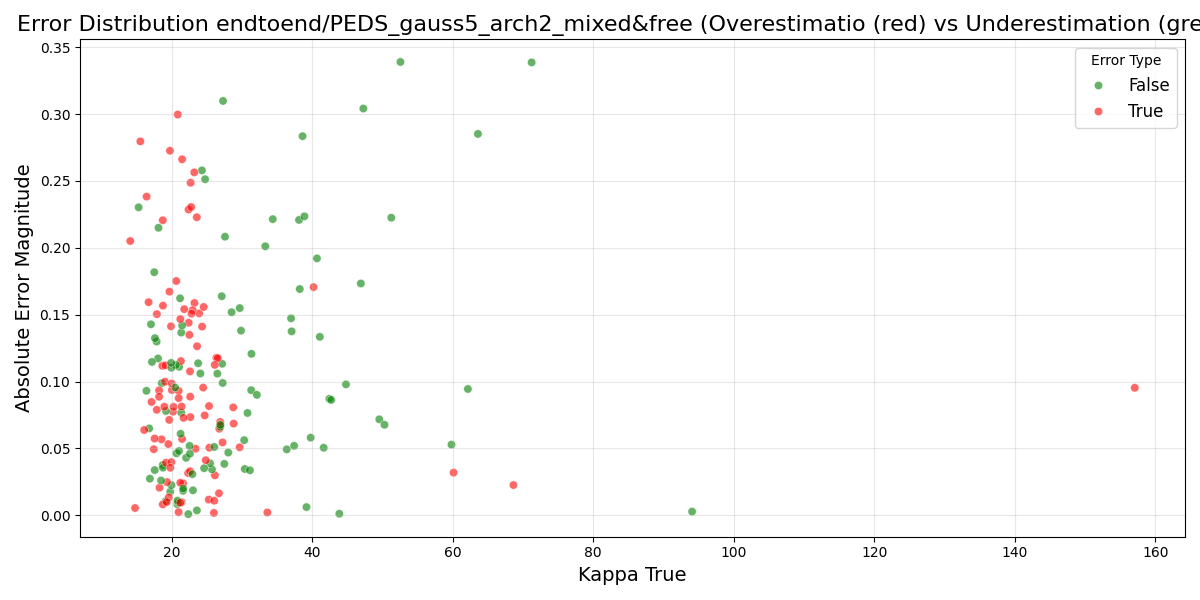 Error Distribution endtoend/PEDS_gauss5_arch2_mixed&free (Overestimatio (red) vs Underestimation (gre
Error Type
False
True
Absolute Error Magnitude
0.35
0.30
0.25
0.20
0.15
0.10
0.05
0.00
20 40 60 80 100 120 140 160
Kappa True